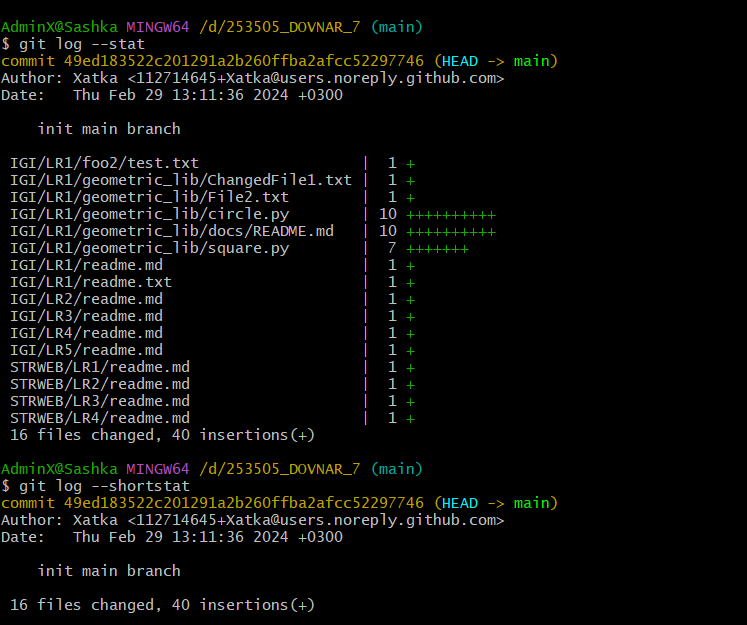 AdminX@Sashka MINGW64 /d/253505_DOVNAR_7 (main)
$ git log --stat
commit 49ed183522c201291a2b260ffba2afcc52297746 (HEAD -> main)
Author: Xatka <112714645+Xatka@users.noreply.github.com>
Date:   Thu Feb 29 13:11:36 2024 +0300

    init main branch

 IGI/LR1/foo2/test.txt                  |  1 +
 IGI/LR1/geometric_lib/ChangedFile1.txt |  1 +
 IGI/LR1/geometric_lib/File2.txt        |  1 +
 IGI/LR1/geometric_lib/circle.py        | 10 ++++++++++
 IGI/LR1/geometric_lib/docs/README.md   | 10 ++++++++++
 IGI/LR1/geometric_lib/square.py        |  7 +++++++
 IGI/LR1/readme.md                      |  1 +
 IGI/LR1/readme.txt                     |  1 +
 IGI/LR2/readme.md                      |  1 +
 IGI/LR3/readme.md                      |  1 +
 IGI/LR4/readme.md                      |  1 +
 IGI/LR5/readme.md                      |  1 +
 STRWEB/LR1/readme.md                   |  1 +
 STRWEB/LR2/readme.md                   |  1 +
 STRWEB/LR3/readme.md                   |  1 +
 STRWEB/LR4/readme.md                   |  1 +
 16 files changed, 40 insertions(+)

AdminX@Sashka MINGW64 /d/253505_DOVNAR_7 (main)
$ git log --shortstat
commit 49ed183522c201291a2b260ffba2afcc52297746 (HEAD -> main)
Author: Xatka <112714645+Xatka@users.noreply.github.com>
Date:   Thu Feb 29 13:11:36 2024 +0300

    init main branch

 16 files changed, 40 insertions(+)